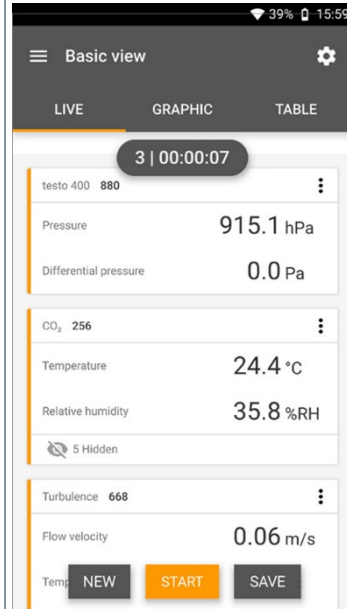 39% 15:59
Basic view
LIVE GRAPHIC TABLE
3 | 00:00:07
testo 400 880
Pressure 915.1 hPa
Differential pressure 0.0 Pa
CO₂ 256
Temperature 24.4 °C
Relative humidity 35.8 %RH
5 Hidden
Turbulence 668
Flow velocity 0.06 m/s
NEW START SAVE